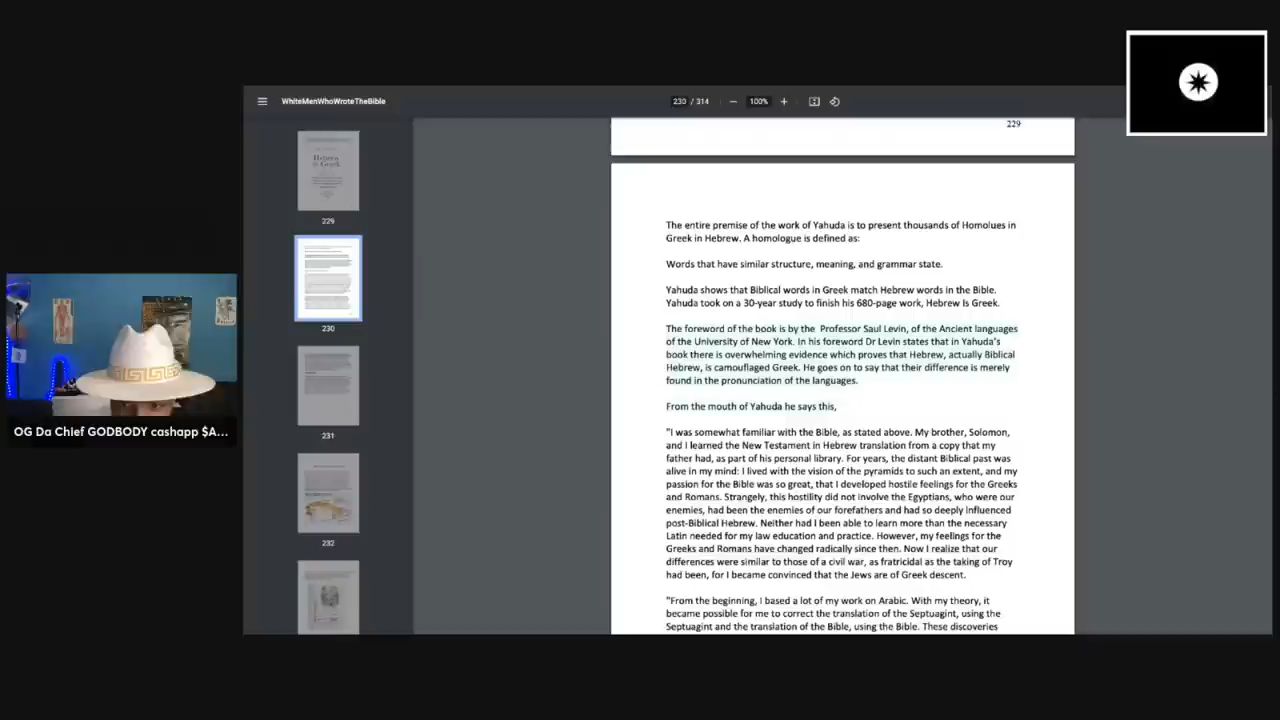 WhiteMenWhoWroteTheBible
230 / 314
100%
229
Hebrew
is Greek
229
230
231
232
The entire premise of the work of Yahuda is to present thousands of Homolues in
Greek in Hebrew. A homologue is defined as:
Words that have similar structure, meaning, and grammar state.
Yahuda shows that Biblical words in Greek match Hebrew words in the Bible.
Yahuda took on a 30-year study to finish his 680-page work, Hebrew Is Greek.
The foreword of the book is by the Professor Saul Levin, of the Ancient languages
of the University of New York. In his foreword Dr Levin states that in Yahuda's
book there is overwhelming evidence which proves that Hebrew, actually Biblical
Hebrew, is camouflaged Greek. He goes on to say that their difference is merely
found in the pronunciation of the languages.
From the mouth of Yahuda he says this,
"I was somewhat familiar with the Bible, as stated above. My brother, Solomon,
and I learned the New Testament in Hebrew translation from a copy that my
father had, as part of his personal library. For years, the distant Biblical past was
alive in my mind: I lived with the vision of the pyramids to such an extent, and my
passion for the Bible was so great, that I developed hostile feelings for the Greeks
and Romans. Strangely, this hostility did not involve the Egyptians, who were our
enemies, had been the enemies of our forefathers and had so deeply influenced
post-Biblical Hebrew. Neither had I been able to learn more than the necessary
Latin needed for my law education and practice. However, my feelings for the
Greeks and Romans have changed radically since then. Now I realize that our
differences were similar to those of a civil war, as fratricidal as the taking of Troy
had been, for I became convinced that the Jews are of Greek descent.
"From the beginning, I based a lot of my work on Arabic. With my theory, it
became possible for me to correct the translation of the Septuagint, using the
Septuagint and the translation of the Bible, using the Bible. These discoveries
OG Da Chief GODBODY cashapp $A...